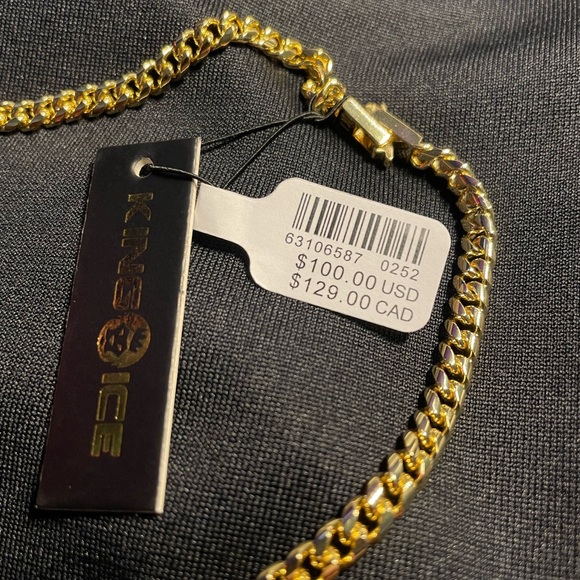 KING ICE
63106587 0252
$100.00 USD
$129.00 CAD